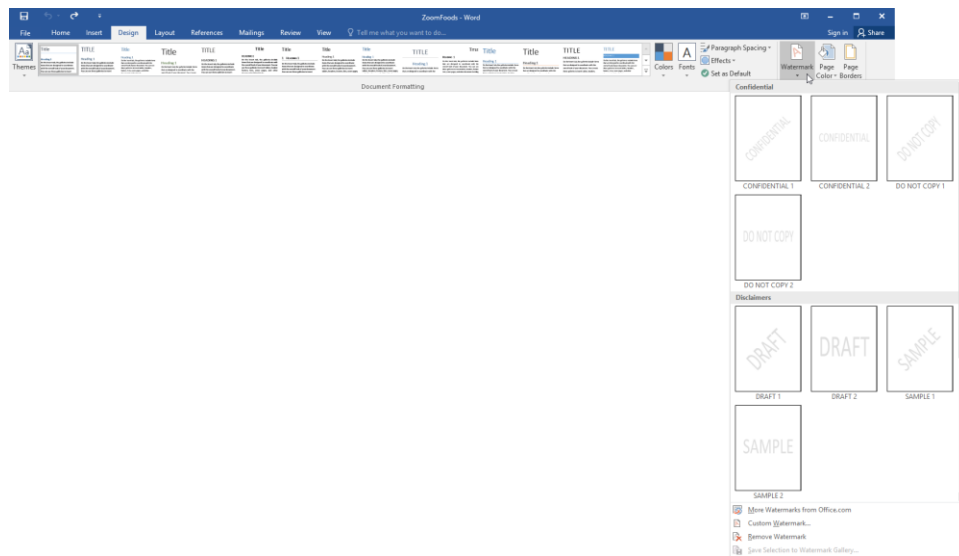 ZoomFoods - Word
File Home Insert Design Layout References Mailings Review View Tell me what you want to do... Sign in Share
Title TITLE Title Title TITLE Title Title Title Title TITLE Title Title Title TITLE TITLE
Themes
Colors Fonts
Paragraph Spacing
Effects
Set as Default
Watermark Page Color Page Borders
Document Formatting
Confidential
CONFIDENTIAL
CONFIDENTIAL
DO NOT COPY
CONFIDENTIAL 1 CONFIDENTIAL 2 DO NOT COPY 1
DO NOT COPY
DO NOT COPY 2
Disclaimers
DRAFT
DRAFT
SAMPLE
DRAFT 1 DRAFT 2 SAMPLE 1
SAMPLE
SAMPLE 2
More Watermarks from Office.com
Custom Watermark...
Remove Watermark
Save Selection to Watermark Gallery...